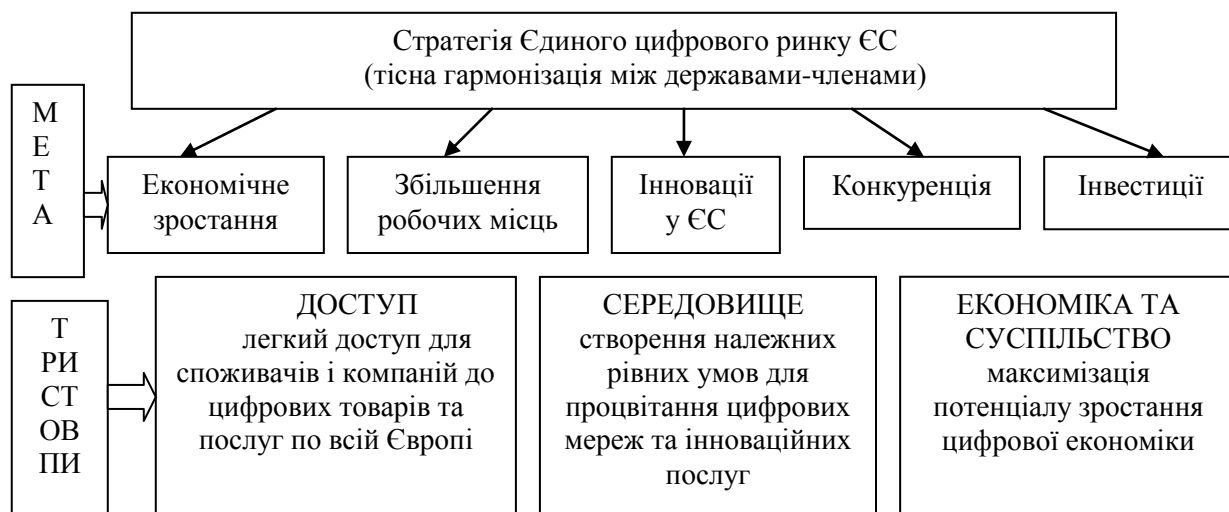 Стратегія Єдиного цифрового ринку ЄС
(тісна гармонізація між державами-членами)
М
Е
Т
А
Економічне
зростання
Збільшення
робочих місць
Інновації
у ЄС
Конкуренція
Інвестиції
Т
РИ
СТ
ОВ
ПИ
ДОСТУП
легкий доступ для
споживачів і компаній до
цифрових товарів та
послуг по всій Європі
СЕРЕДОВИЩЕ
створення належних
рівних умов для
процвітання цифрових
мереж та інноваційних
послуг
ЕКОНОМІКА ТА
СУСПІЛЬСТВО
максимізація
потенціалу зростання
цифрової економіки